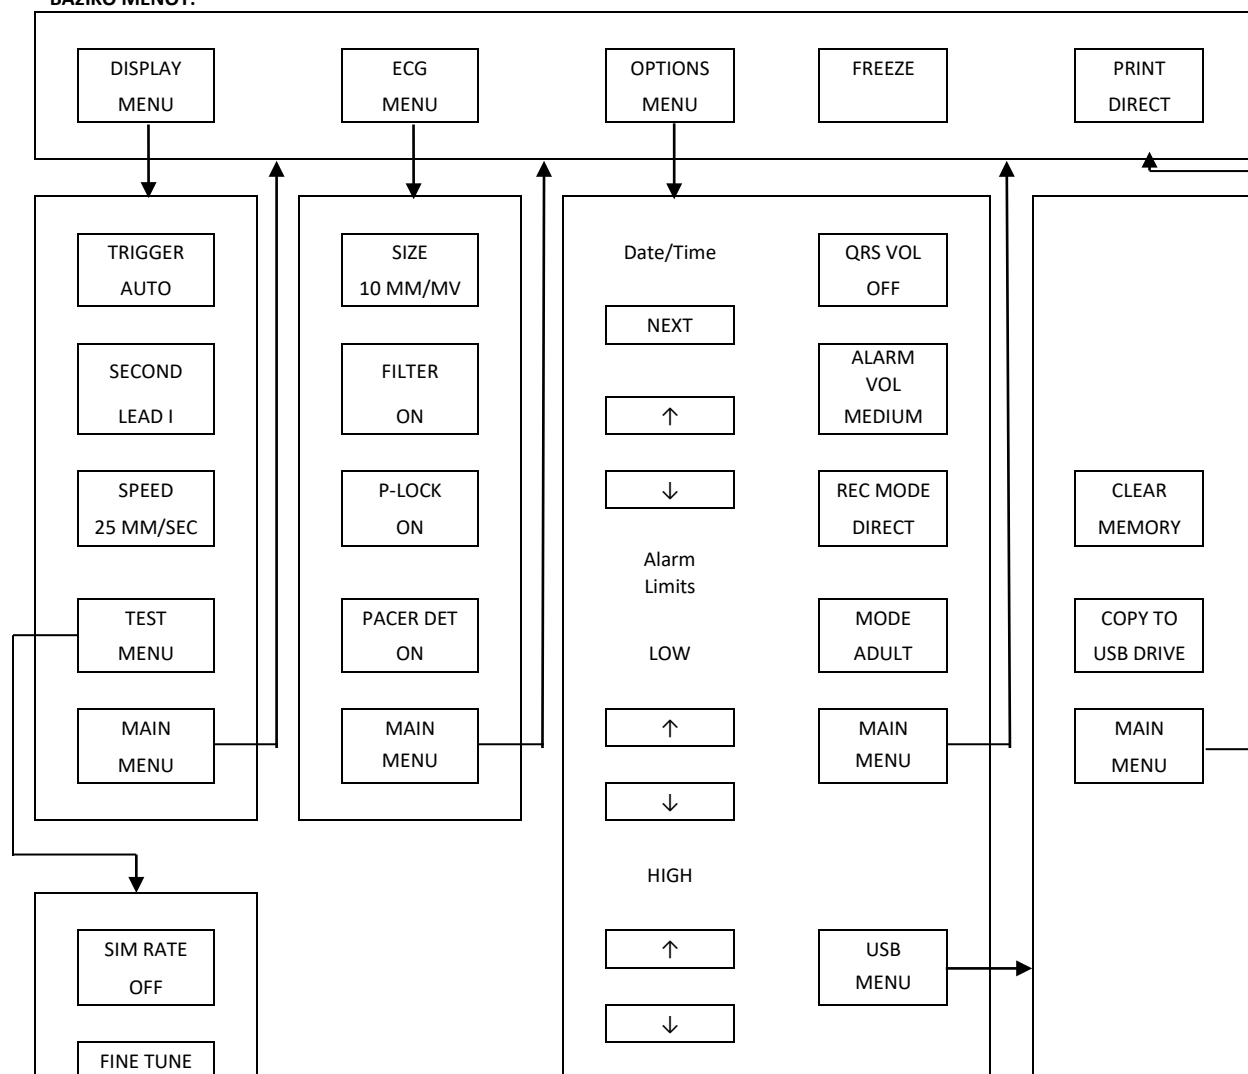 ΒΑΣΙΚΟ ΜΕΝΟΥ:
DISPLAY
MENU
ECG
MENU
OPTIONS
MENU
FREEZE
PRINT
DIRECT
TRIGGER
AUTO
SECOND
LEAD I
SPEED
25 MM/SEC
TEST
MENU
MAIN
MENU
SIZE
10 MM/MV
FILTER
ON
P-LOCK
ON
PACER DET
ON
MAIN
MENU
Date/Time
NEXT
↑
↓
Alarm
Limits
LOW
↑
↓
HIGH
↑
↓
QRS VOL
OFF
ALARM
VOL
MEDIUM
REC MODE
DIRECT
MODE
ADULT
MAIN
MENU
USB
MENU
CLEAR
MEMORY
COPY TO
USB DRIVE
MAIN
MENU
SIM RATE
OFF
FINE TUNE